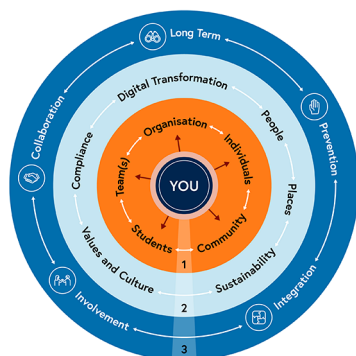 Long Term
Prevention
Integration
Involvement
Collaboration
Digital Transformation
People
Places
Sustainability
Values and Culture
Compliance
Organisation
Individuals
Community
Students
Team(s)
YOU
1
2
3